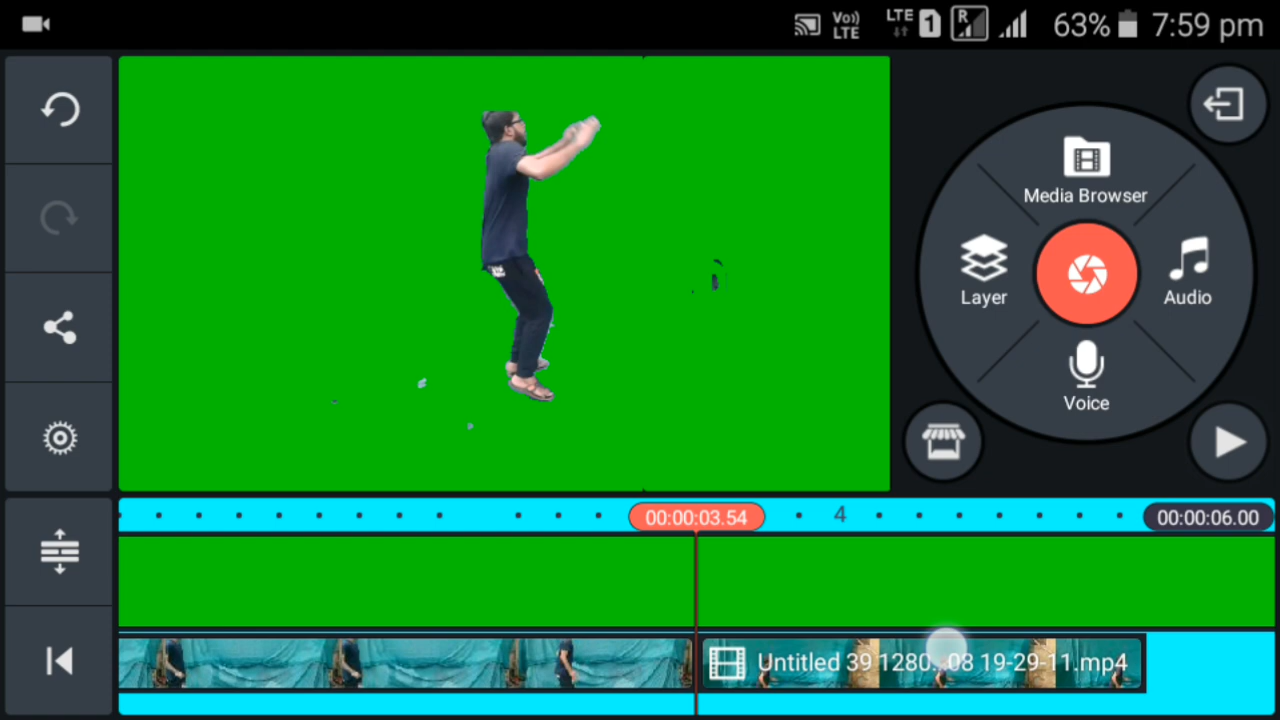 Vo)) LTE
LTE 1 R 63% 7:59 pm
Media Browser
Layer
Audio
Voice
00:00:03.54
4
00:00:06.00
Untitled 39 1280...08 19-29-11.mp4